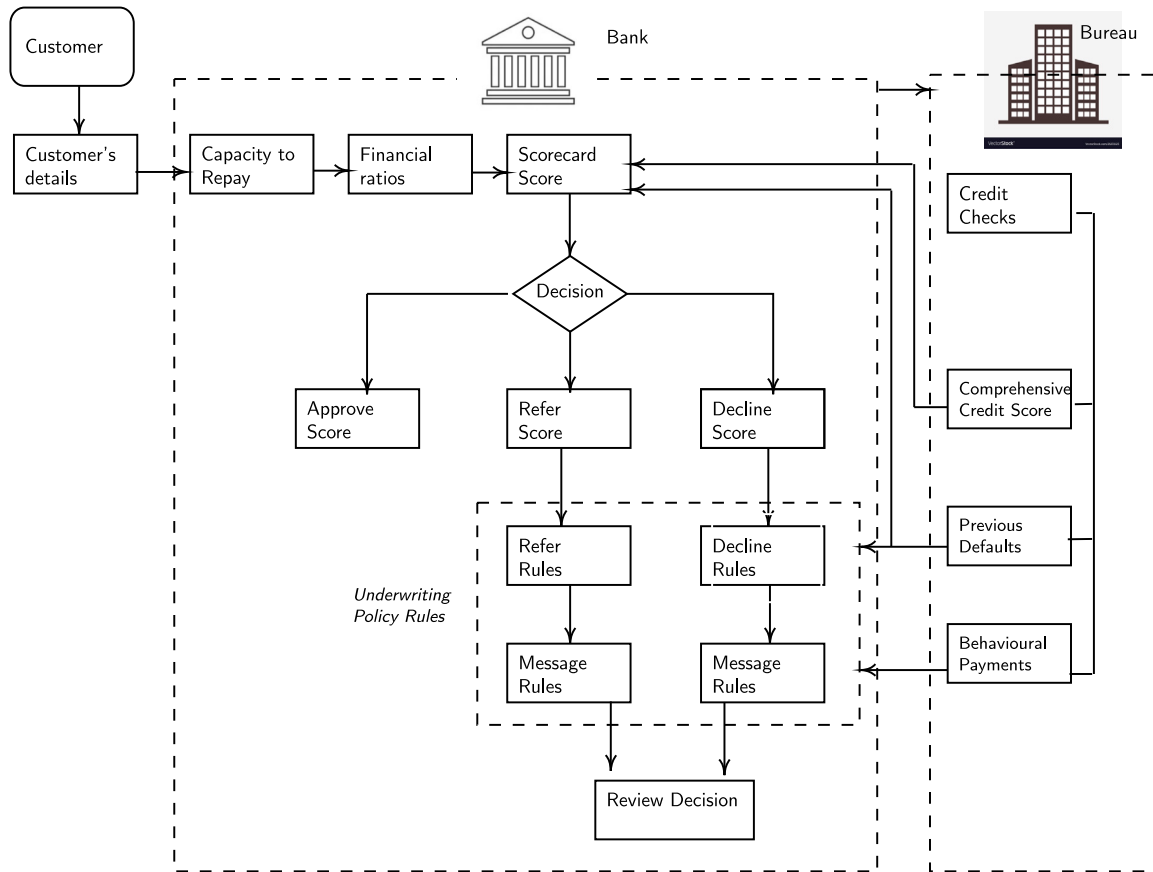 Customer
Bank
Bureau
VectorStock®
Customer's
details
Capacity to
Repay
Financial
ratios
Scorecard
Score
Credit
Checks
Decision
Approve
Score
Refer
Score
Decline
Score
Comprehensive
Credit Score
Refer
Rules
Decline
Rules
Previous
Defaults
Underwriting
Policy Rules
Message
Rules
Message
Rules
Behavioural
Payments
Review Decision